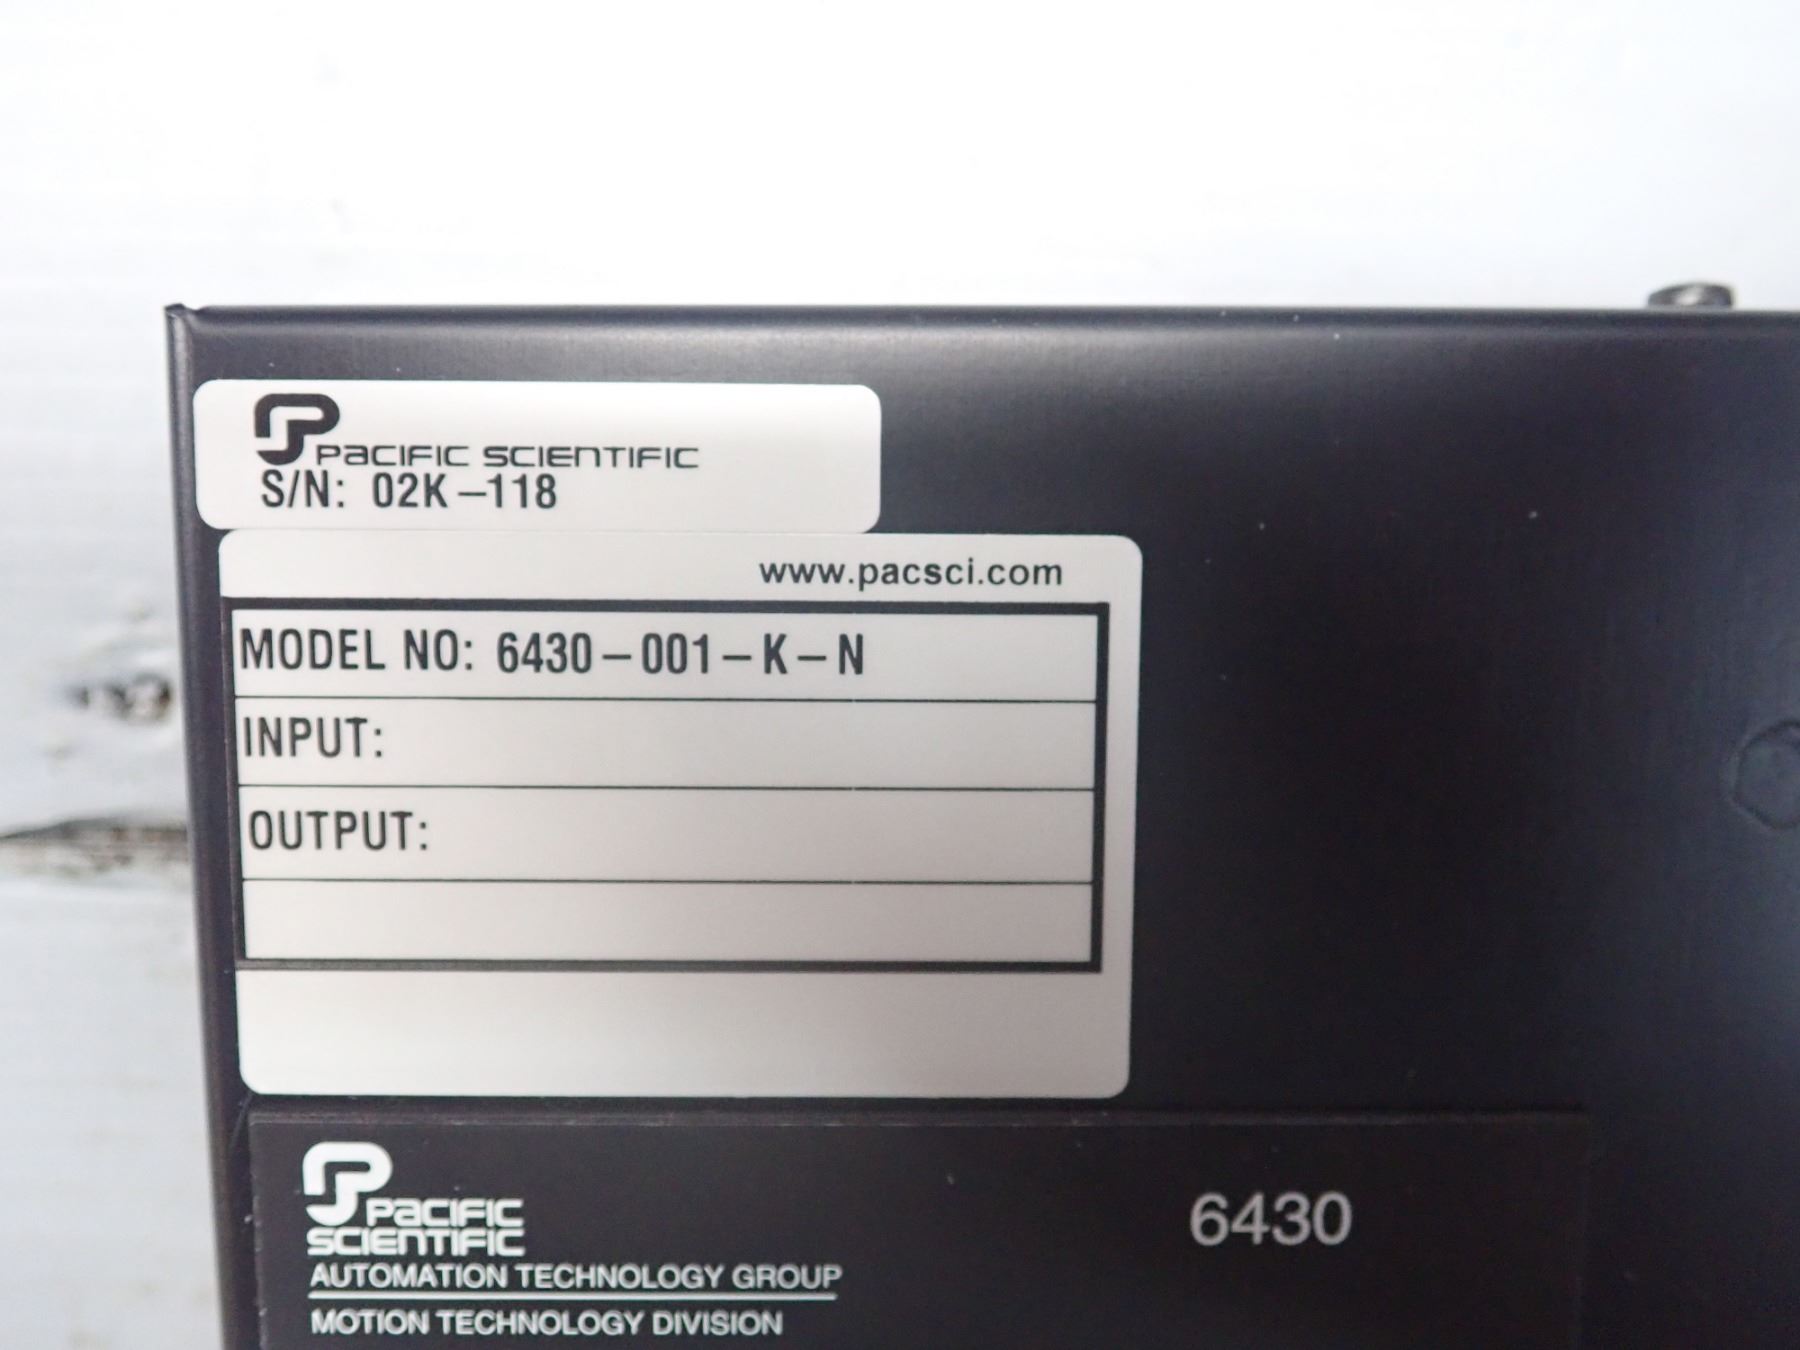 PACIFIC SCIENTIFIC
S/N: 02K-118
www.pacsci.com
MODEL NO: 6430-001-K-N
INPUT:
OUTPUT:
PACIFIC
SCIENTIFIC
AUTOMATION TECHNOLOGY GROUP
MOTION TECHNOLOGY DIVISION
6430